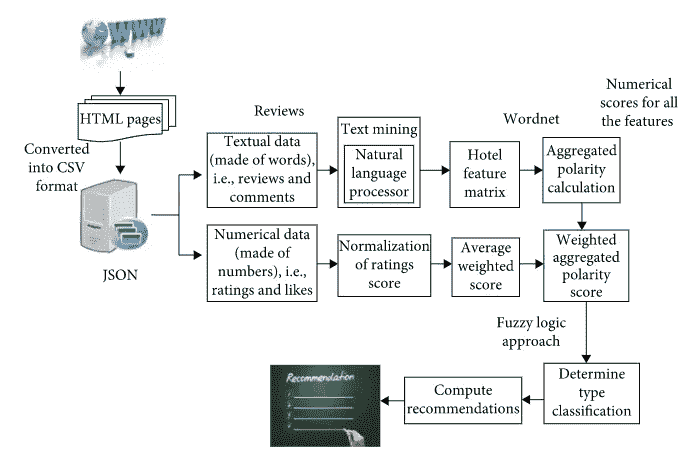 WWW
HTML pages
Converted
into CSV
format
JSON
Reviews
Textual data
(made of words),
i.e., reviews and
comments
Text mining
Natural
language
processor
Hotel
feature
matrix
Wordnet
Aggregated
polarity
calculation
Numerical
scores for all
the features
Numerical data
(made of
numbers), i.e.,
ratings and likes
Normalization
of ratings
score
Average
weighted
score
Weighted
aggregated
polarity
score
Fuzzy logic
approach
Determine
type
classification
Compute
recommendations
Recommendation